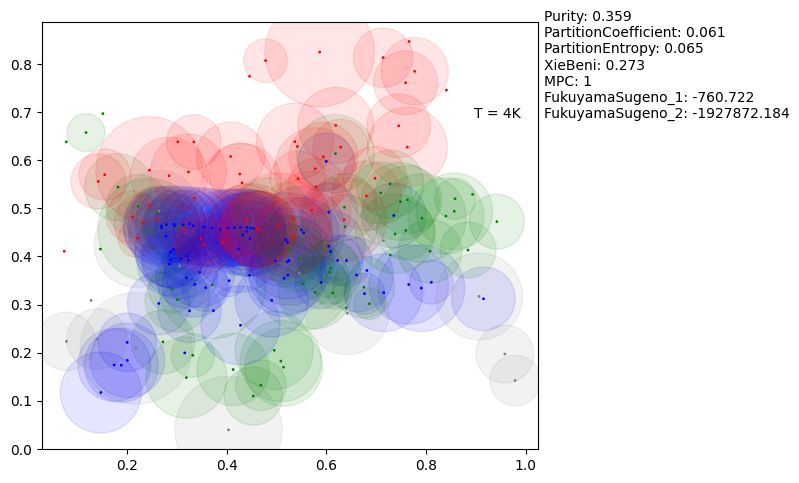 Purity: 0.359
PartitionCoefficient: 0.061
PartitionEntropy: 0.065
XieBeni: 0.273
MPC: 1
FukuyamaSugeno_1: -760.722
FukuyamaSugeno_2: -1927872.184
T = 4K
0.8
0.7
0.6
0.5
0.4
0.3
0.2
0.1
0.0
0.2 0.4 0.6 0.8 1.0